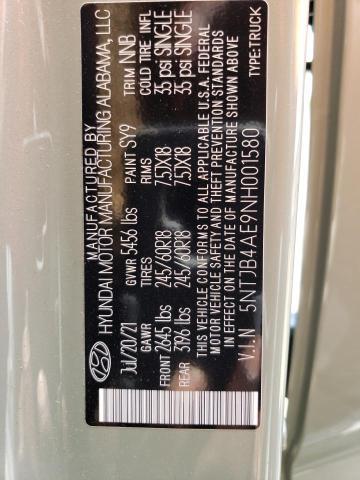 MANUFACTURED BY
HYUNDAI MOTOR MANUFACTURING ALABAMA, LLC
JUL/20/21 GVWR 5456 lbs PAINT SY9 TRIM NNB
GAWR TIRES RIMS COLD TIRE INFL
FRONT 2645 lbs 245/60R18 7.5JX18 35 psi SINGLE
REAR 3196 lbs 245/60R18 7.5JX18 35 psi SINGLE
THIS VEHICLE CONFORMS TO ALL APPLICABLE U.S.A. FEDERAL
MOTOR VEHICLE SAFETY AND THEFT PREVENTION STANDARDS
IN EFFECT ON THE DATE OF MANUFACTURE SHOWN ABOVE
V.I.N 5NTJB4AE9NH001580
TYPE:TRUCK